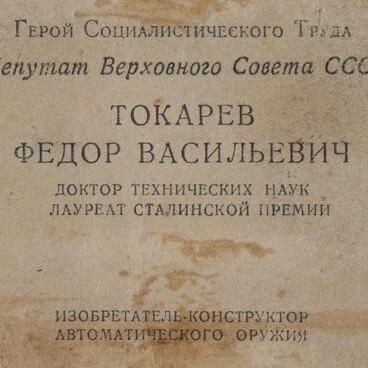 Герой Социалистического Труда
Депутат Верховного Совета ССС
ТОКАРЕВ
ФЕДОР ВАСИЛЬЕВИЧ
ДОКТОР ТЕХНИЧЕСКИХ НАУК
ЛАУРЕАТ СТАЛИНСКОЙ ПРЕМИИ
ИЗОБРЕТАТЕЛЬ-КОНСТРУКТОР
АВТОМАТИЧЕСКОГО ОРУЖИЯ